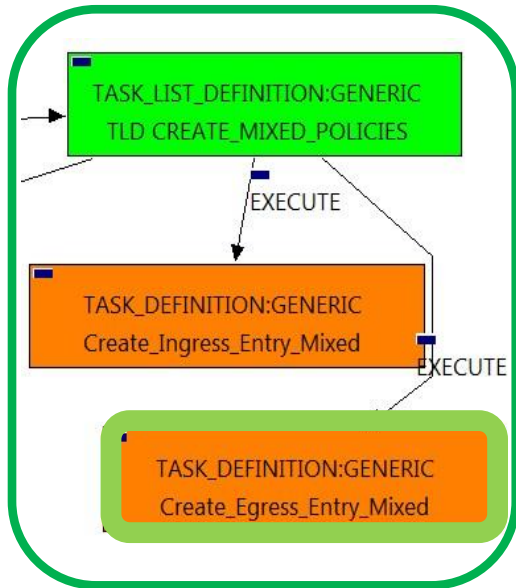 TASK_LIST_DEFINITION:GENERIC
TLD CREATE_MIXED_POLICIES
EXECUTE
TASK_DEFINITION:GENERIC
Create_Ingress_Entry_Mixed
EXECUTE
TASK_DEFINITION:GENERIC
Create_Egress_Entry_Mixed